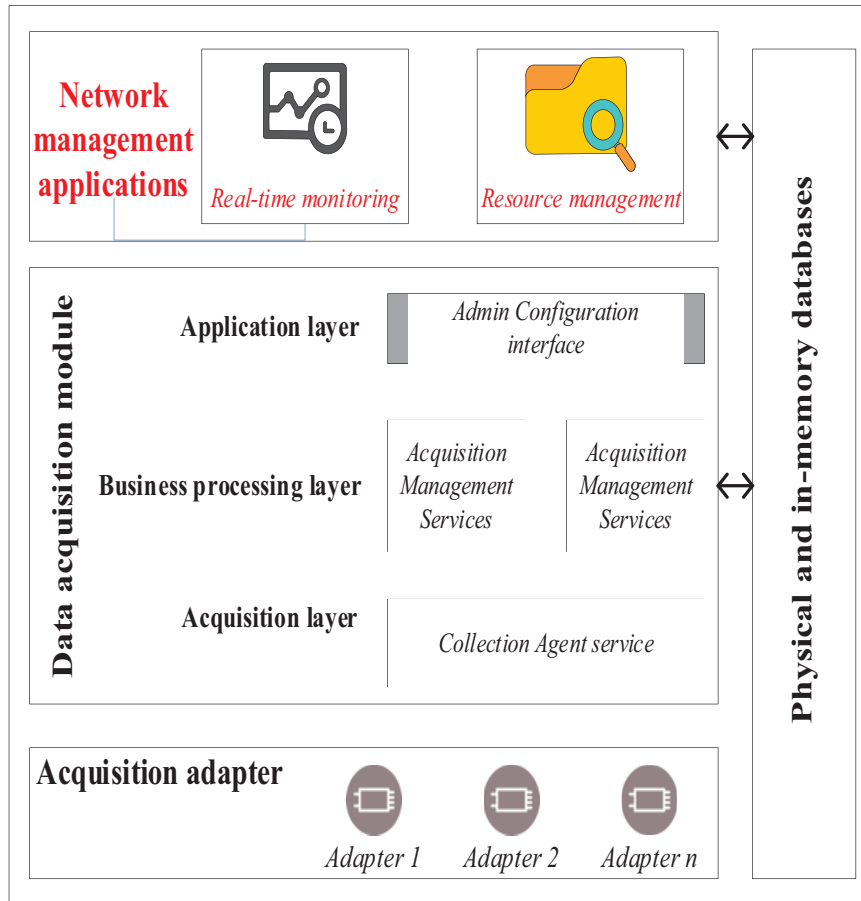 Network
management
applications
Real-time monitoring
Resource management
Data acquisition module
Application layer
Admin Configuration
interface
Business processing layer
Acquisition
Management
Services
Acquisition
Management
Services
Acquisition layer
Collection Agent service
Acquisition adapter
Adapter 1
Adapter 2
Adapter n
Physical and in-memory databases